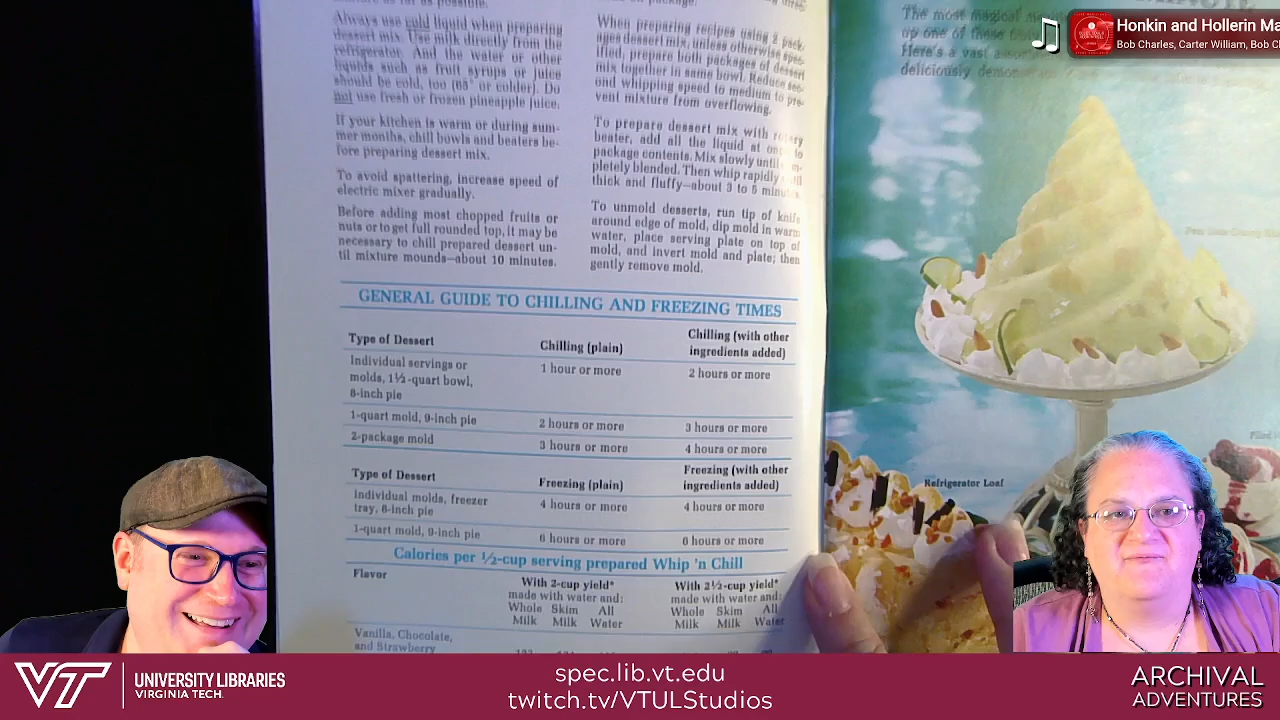 Always use cold liquid when preparing
dessert mix—use milk directly from the
refrigerator and ice water. Other
liquids such as fruit syrups or juice
should be cold, too (65° or colder). Do
not use fresh or frozen pineapple juice.
If your kitchen is warm or during sum-
mer months, chill bowls and beaters be-
fore preparing dessert mix.
To avoid spattering, increase speed of
electric mixer gradually.
Before adding most chopped fruits or
nuts or to get full rounded top, it may be
necessary to chill prepared dessert un-
til mixture mounds—about 10 minutes.
When preparing recipes using 2 pack-
ages dessert mix, unless otherwise spec-
ified, prepare both packages of dessert
mix together in same bowl. Reduce sec-
ond whipping speed to medium to pre-
vent mixture from overflowing.
To prepare dessert mix with rotary
beater, add all the liquid at once to
package contents. Mix slowly until
pletely blended. Then whip rapidly
thick and fluffy—about 3 to 5 minutes.
To unmold desserts, run tip of knife
around edge of mold, dip mold in warm
water, place serving plate on top of
mold, and invert mold and plate; then
gently remove mold.
GENERAL GUIDE TO CHILLING AND FREEZING TIMES
Type of Dessert Chilling (plain) Chilling (with other ingredients added)
Individual servings or 1 hour or more 2 hours or more
molds, 1½-quart bowl,
8-inch pie
1-quart mold, 9-inch pie 2 hours or more 3 hours or more
2-package mold 3 hours or more 4 hours or more
Type of Dessert Freezing (plain) Freezing (with other ingredients added)
Individual molds, freezer 4 hours or more 4 hours or more
tray, 8-inch pie
1-quart mold, 9-inch pie 6 hours or more 6 hours or more
Calories per ½-cup serving prepared Whip 'n Chill
Flavor With 2-cup yield* With 2½-cup yield*
made with water and: made with water and:
Whole Skim All Whole Skim All
Milk Milk Water Milk Milk Water
Vanilla, Chocolate,
and Strawberry
The most magical
up one of these
Here's a vast
deliciously
Refrigerator Loaf
Honkin and Hollerin Ma
Bob Charles, Carter William, Bob C
VT
UNIVERSITY LIBRARIES
VIRGINIA TECH.
spec.lib.vt.edu
twitch.tv/VTULStudios
ARCHIVAL
ADVENTURES